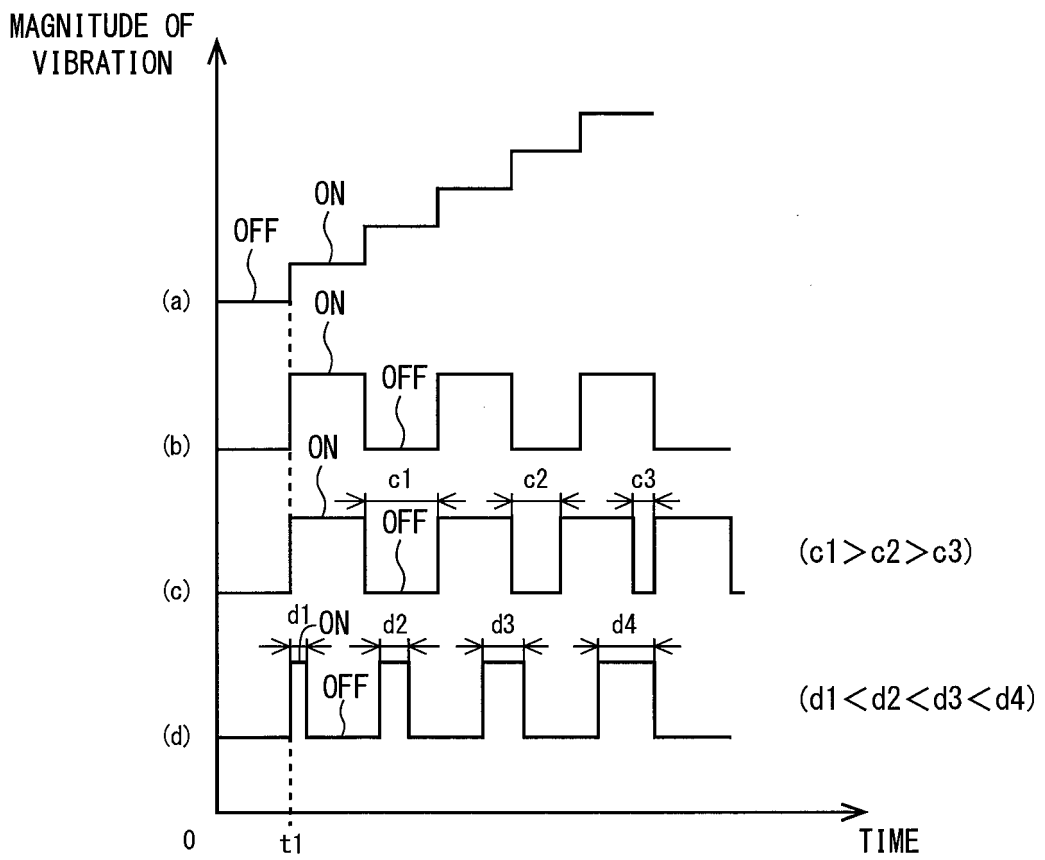 MAGNITUDE OF
VIBRATION
ON
OFF
(a)
ON
OFF
(b)
ON
c1
c2
c3
OFF
(c1>c2>c3)
(c)
d1
ON
d2
d3
d4
OFF
(d1<d2<d3<d4)
(d)
0
t1
TIME